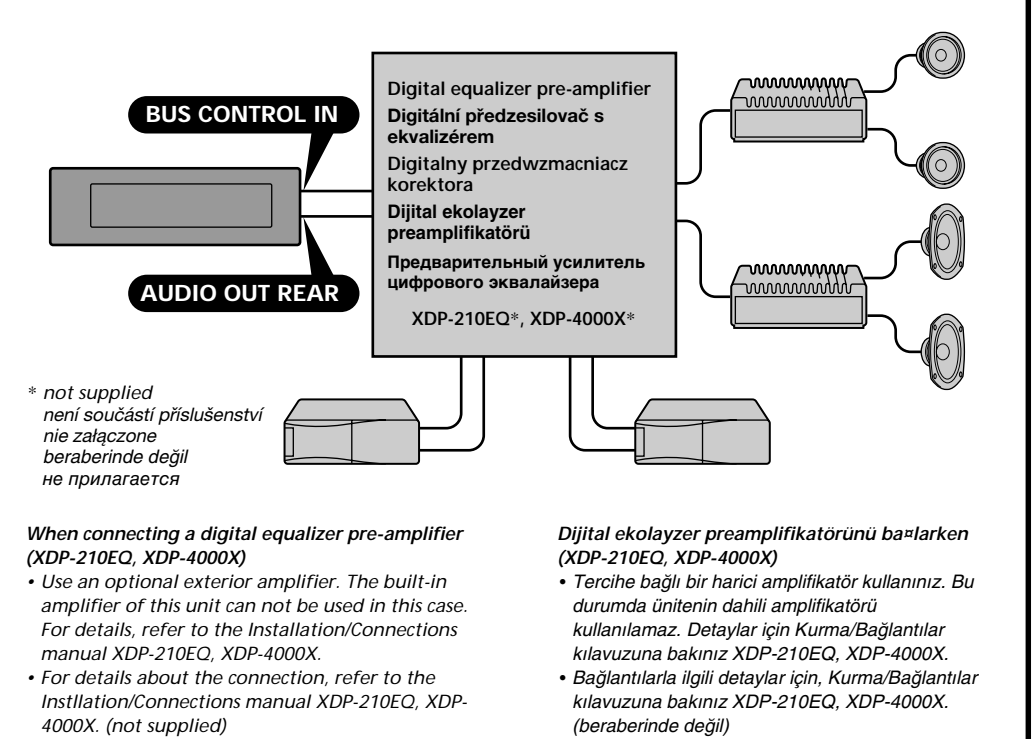 BUS CONTROL IN
AUDIO OUT REAR
Digital equalizer pre-amplifier
Digitální předzesilovač s
ekvalizérem
Digitalny przedwzmacniacz
korektora
Dijital ekolayzer
preamplifikatörü
Предварительный усилитель
цифрового эквалайзера
XDP-210EQ*, XDP-4000X*
* not supplied
není součástí příslušenství
nie załączone
beraberinde değil
не прилагается
When connecting a digital equalizer pre-amplifier
(XDP-210EQ, XDP-4000X)
• Use an optional exterior amplifier. The built-in
amplifier of this unit can not be used in this case.
For details, refer to the Installation/Connections
manual XDP-210EQ, XDP-4000X.
• For details about the connection, refer to the
Instllation/Connections manual XDP-210EQ, XDP-
4000X. (not supplied)
Dijital ekolayzer preamplifikatörünü ba¤larken
(XDP-210EQ, XDP-4000X)
• Tercihe bağlı bir harici amplifikatör kullanınız. Bu
durumda ünitenin dahili amplifikatörü
kullanılamaz. Detaylar için Kurma/Bağlantılar
kılavuzuna bakınız XDP-210EQ, XDP-4000X.
• Bağlantılarla ilgili detaylar için, Kurma/Bağlantılar
kılavuzuna bakınız XDP-210EQ, XDP-4000X.
(beraberinde değil)